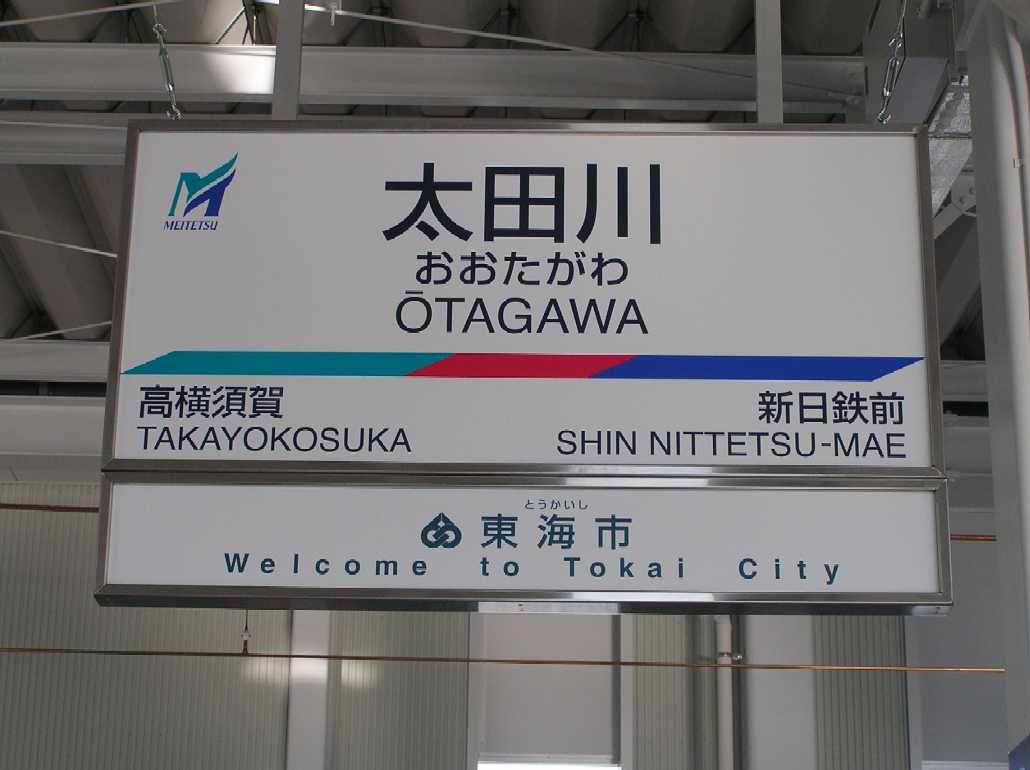 MEITETSU
太田川
おおたがわ
ŌTAGAWA
高横須賀
TAKAYOKOSUKA
新日鉄前
SHIN NITTETSU-MAE
とうかいし
東海市
Welcome to Tokai City